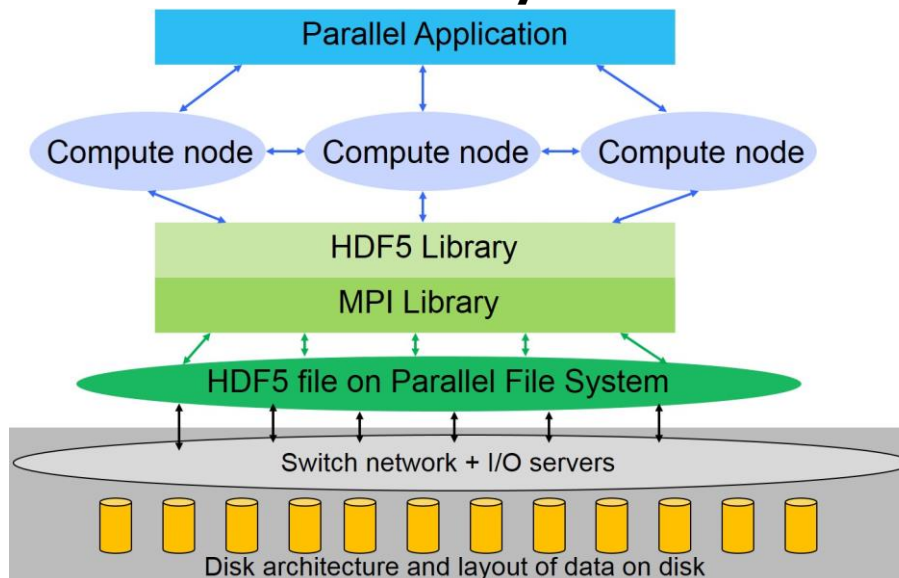 Parallel Application
Compute node Compute node Compute node
HDF5 Library
MPI Library
HDF5 file on Parallel File System
Switch network + I/O servers
Disk architecture and layout of data on disk